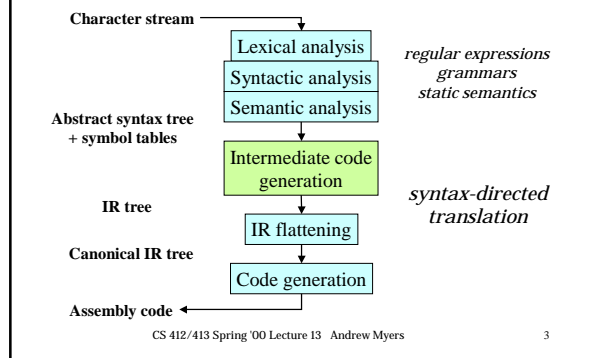 Character stream
Lexical analysis
regular expressions
Syntactic analysis
grammars
static semantics
Semantic analysis
Abstract syntax tree
+ symbol tables
Intermediate code
generation
syntax-directed
translation
IR tree
IR flattening
Canonical IR tree
Code generation
Assembly code
CS 412/413 Spring '00 Lecture 13 Andrew Myers
3